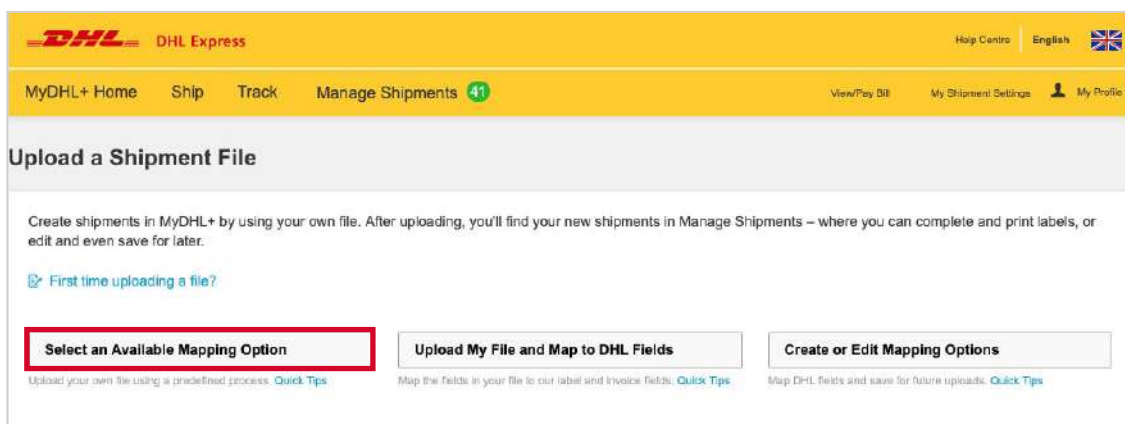 DHL DHL Express
Help Centre English
MyDHL+ Home Ship Track Manage Shipments 41
View/Pay Bill My Shipment Settings My Profile
Upload a Shipment File
Create shipments in MyDHL+ by using your own file. After uploading, you'll find your new shipments in Manage Shipments – where you can complete and print labels, or
edit and even save for later.
First time uploading a file?
Select an Available Mapping Option
Upload your own file using a predefined process. Quick Tips
Upload My File and Map to DHL Fields
Map the fields in your file to our label and invoice fields. Quick Tips
Create or Edit Mapping Options
Map DHL fields and save for future uploads. Quick Tips